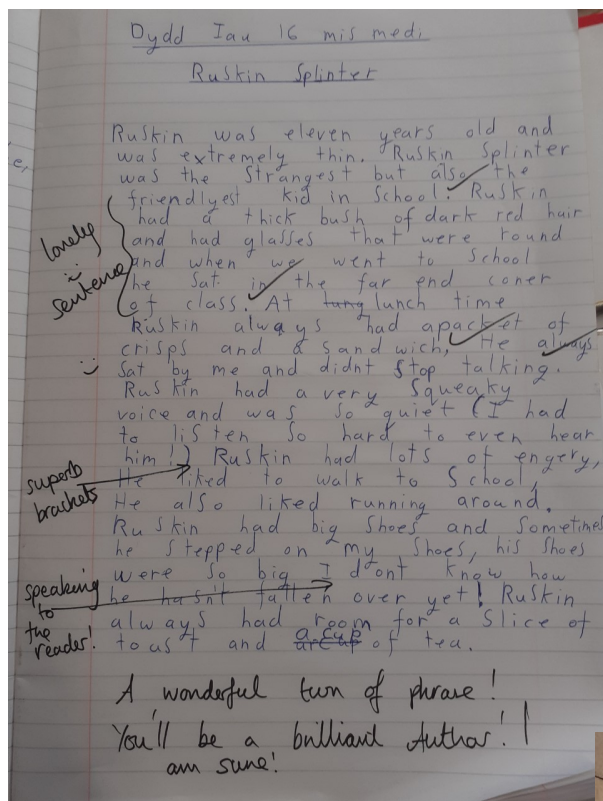 Dydd Iau 16 mis medi
Ruskin Splinter
Ruskin was eleven years old and
was extremely thin. Ruskin Splinter
was the strangest but also the
friendlyest kid in School. Ruskin
had a thick bush of dark red hair
and had glasses that were round
and when we went to School
he Sat in the far end coner
of class. At lunch time
Ruskin always had a packet of
crisps and a sandwich, He always
Sat by me and didnt stop talking.
Ruskin had a very squeaky
voice and was so quiet (I had
to listen so hard to even hear
him!) Ruskin had lots of engery,
He liked to walk to School,
He also liked running around.
Ruskin had big shoes and sometimes
he stepped on my shoes, his shoes
were so big I d'ont know how
he hasn't fallen over yet! Ruskin
always had room for a slice of
toast and a cup of tea.
lonely
sentence
superb
brackets
speaking
to
the
reader!
A wonderful turn of phrase!
You'll be a brilliant Author! I
am sure!